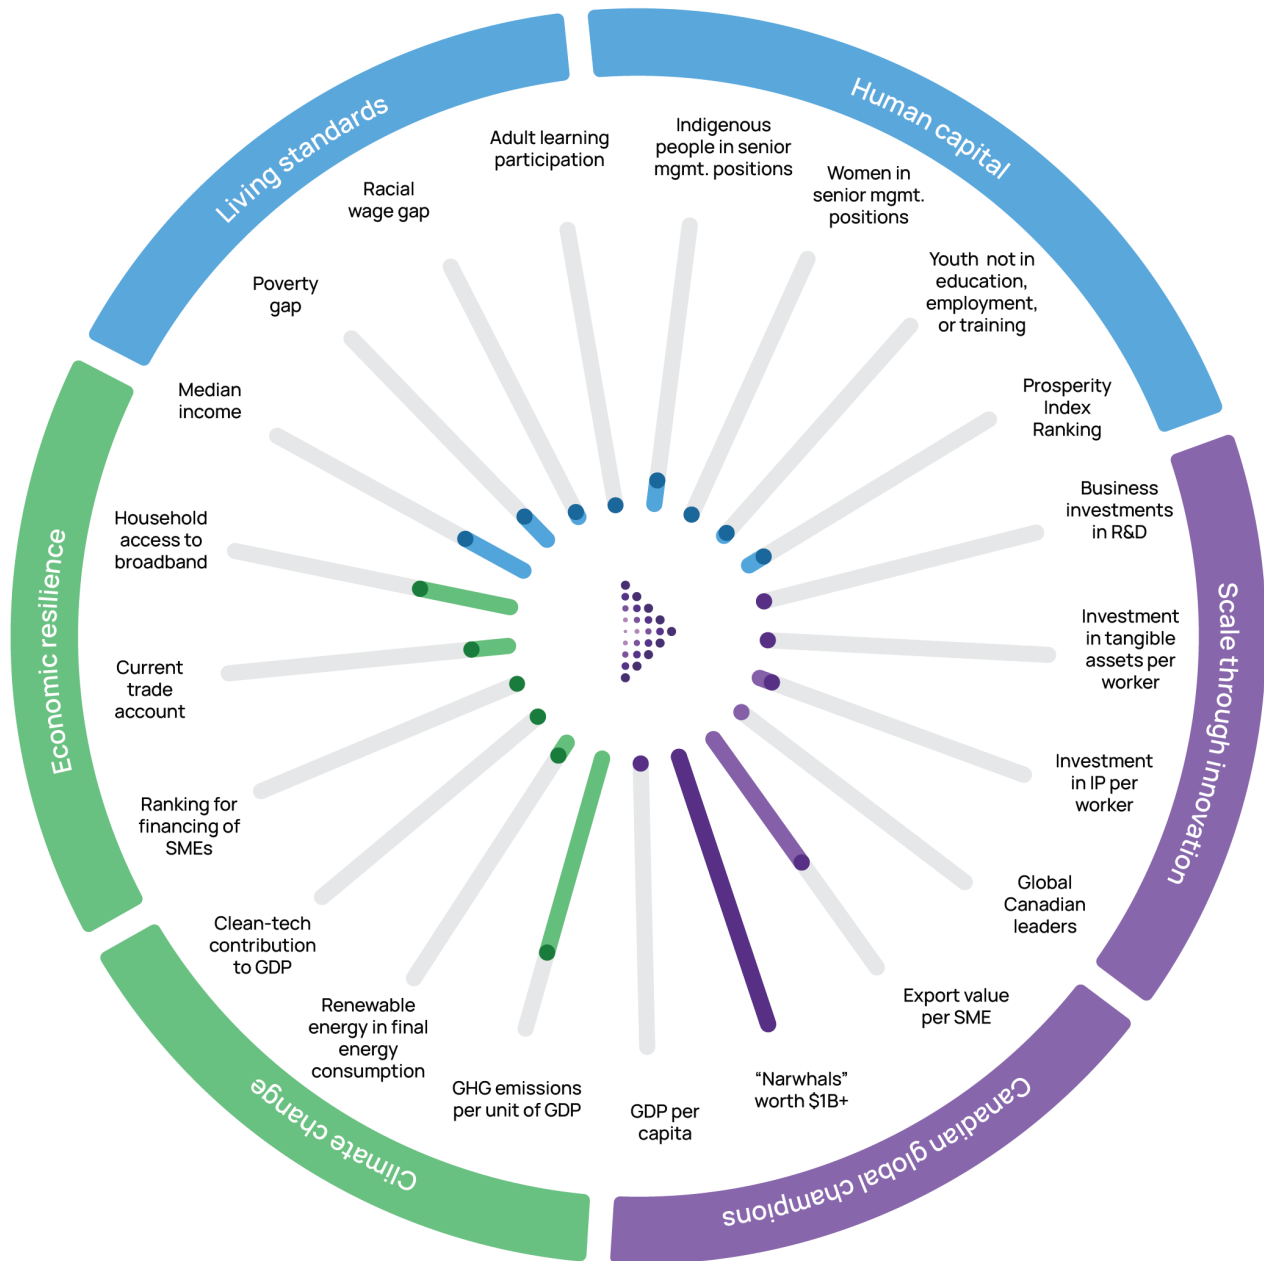 Living standards
Human capital
Scale through innovation
Canadian global champions
Climate change
Economic resilience
Adult learning
participation
Indigenous
people in senior
mgmt. positions
Women in
senior mgmt.
positions
Youth  not in
education,
employment,
or training
Prosperity
Index
Ranking
Business
investments
in R&D
Investment
in tangible
assets per
worker
Investment
in IP per
worker
Global
Canadian
leaders
Export value
per SME
“Narwhals”
worth $1B+
GDP per
capita
GHG emissions
per unit of GDP
Renewable
energy in final
energy
consumption
Clean-tech
contribution
to GDP
Ranking for
financing of
SMEs
Current
trade
account
Household
access to
broadband
Median
income
Poverty
gap
Racial
wage gap